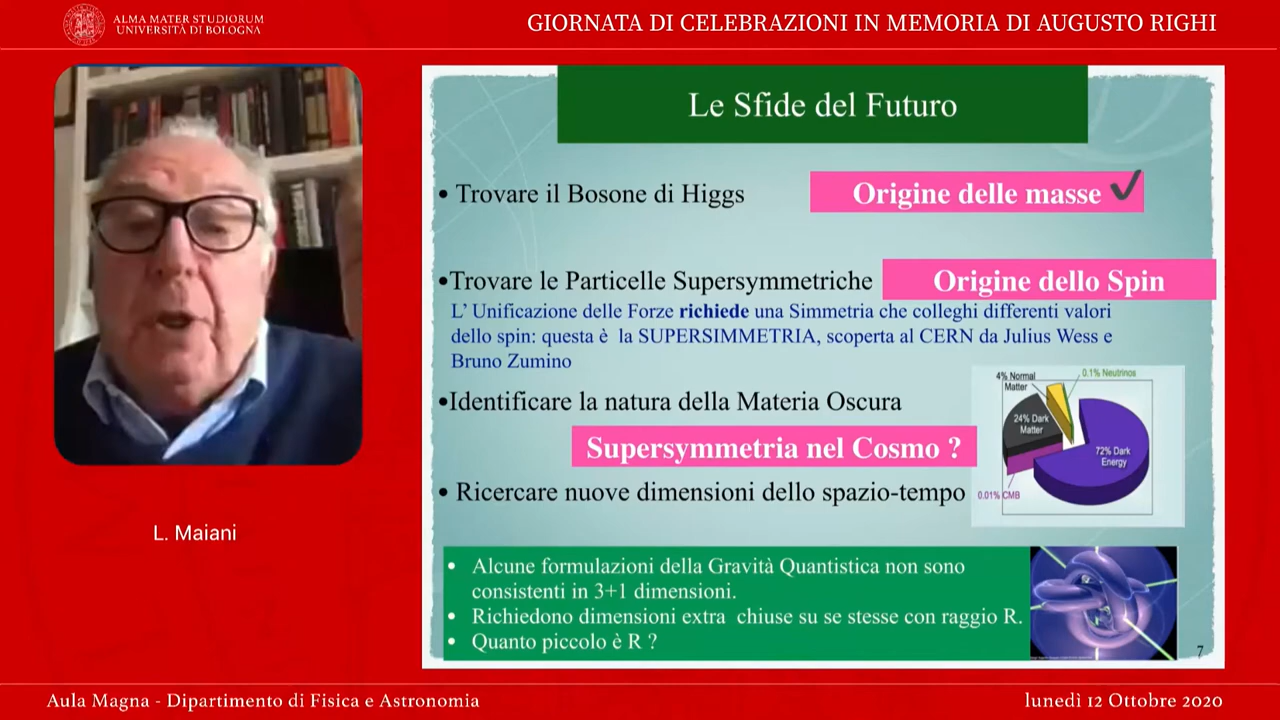 ALMA MATER STUDIORUM
UNIVERSITÀ DI BOLOGNA
GIORNATA DI CELEBRAZIONI IN MEMORIA DI AUGUSTO RIGHI
L. Maiani
Le Sfide del Futuro
• Trovare il Bosone di Higgs
Origine delle masse ✓
•Trovare le Particelle Supersymmetriche
Origine dello Spin
L' Unificazione delle Forze richiede una Simmetria che colleghi differenti valori
dello spin: questa è la SUPERSIMMETRIA, scoperta al CERN da Julius Wess e
Bruno Zumino
•Identificare la natura della Materia Oscura
Supersymmetria nel Cosmo ?
• Ricercare nuove dimensioni dello spazio-tempo
4% Normal
Matter
0.1% Neutrinos
24% Dark
Matter
72% Dark
Energy
0.01% CMB
• Alcune formulazioni della Gravità Quantistica non sono
consistenti in 3+1 dimensioni.
• Richiedono dimensioni extra chiuse su se stesse con raggio R.
• Quanto piccolo è R ?
7
Aula Magna - Dipartimento di Fisica e Astronomia
lunedì 12 Ottobre 2020